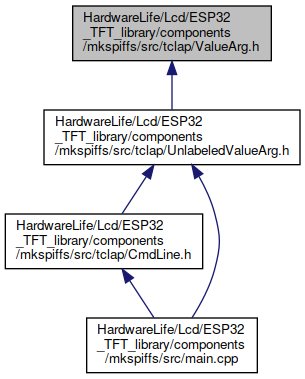 HardwareLife/Lcd/ESP32
_TFT_library/components
/mkspiffs/src/tclap/ValueArg.h
HardwareLife/Lcd/ESP32
_TFT_library/components
/mkspiffs/src/tclap/UnlabeledValueArg.h
HardwareLife/Lcd/ESP32
_TFT_library/components
/mkspiffs/src/tclap/CmdLine.h
HardwareLife/Lcd/ESP32
_TFT_library/components
/mkspiffs/src/main.cpp